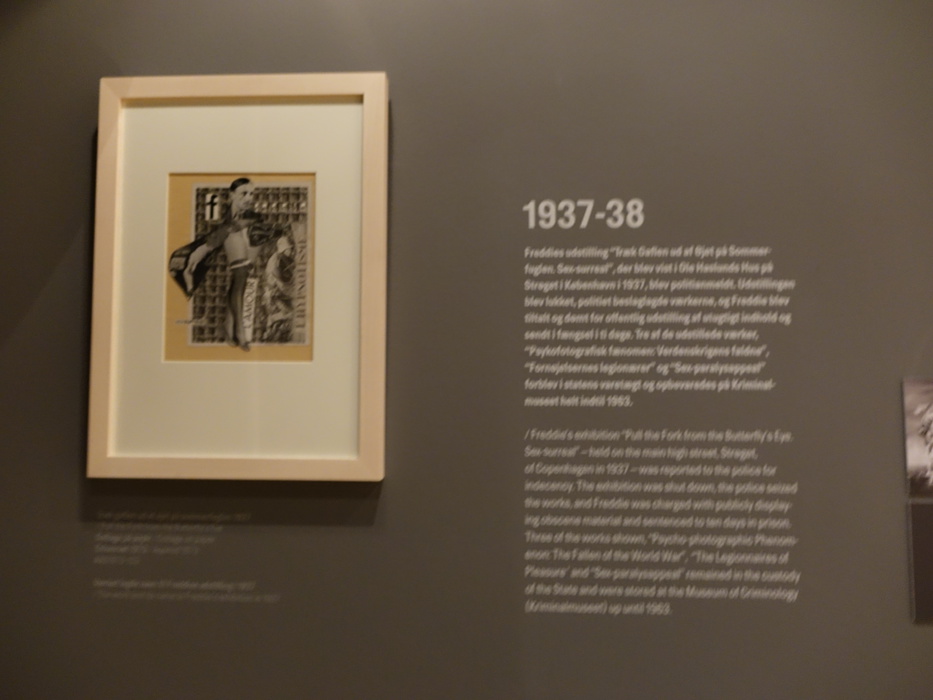 f
L'AMOUR
L'HYPNOTISME
1937-38
Freddies udstilling "Træk Gaflen ud af Øjet på Sommer-
fuglen. Sex-surreal", der blev vist i Ole Haslunds Hus på
Strøget i København i 1937, blev politianmeldt. Udstillingen
blev lukket, politiet beslaglagde værkerne, og Freddie blev
tiltalt og dømt for offentlig udstilling af utugtigt indhold og
sendt i fængsel i ti dage. Tre af de udstillede værker,
"Psykofotografisk fænomen: Verdenskrigens faldne",
"Fornøjelsernes legionærer" og "Sex-paralysappeal"
forblev i statens varetægt og opbevaredes på Kriminal-
museet helt indtil 1963.
/ Freddie's exhibition "Pull the Fork from the Butterfly's Eye.
Sex-surreal" – held on the main high street, Strøget,
of Copenhagen in 1937 – was reported to the police for
indecency. The exhibition was shut down, the police seized
the works, and Freddie was charged with publicly display-
ing obscene material and sentenced to ten days in prison.
Three of the works shown, "Psycho-photographic Phenom-
enon: The Fallen of the World War", "The Legionnaires of
Pleasure" and "Sex-paralysappeal" remained in the custody
of the State and were stored at the Museum of Criminology
(Kriminalmuseet) up until 1963.